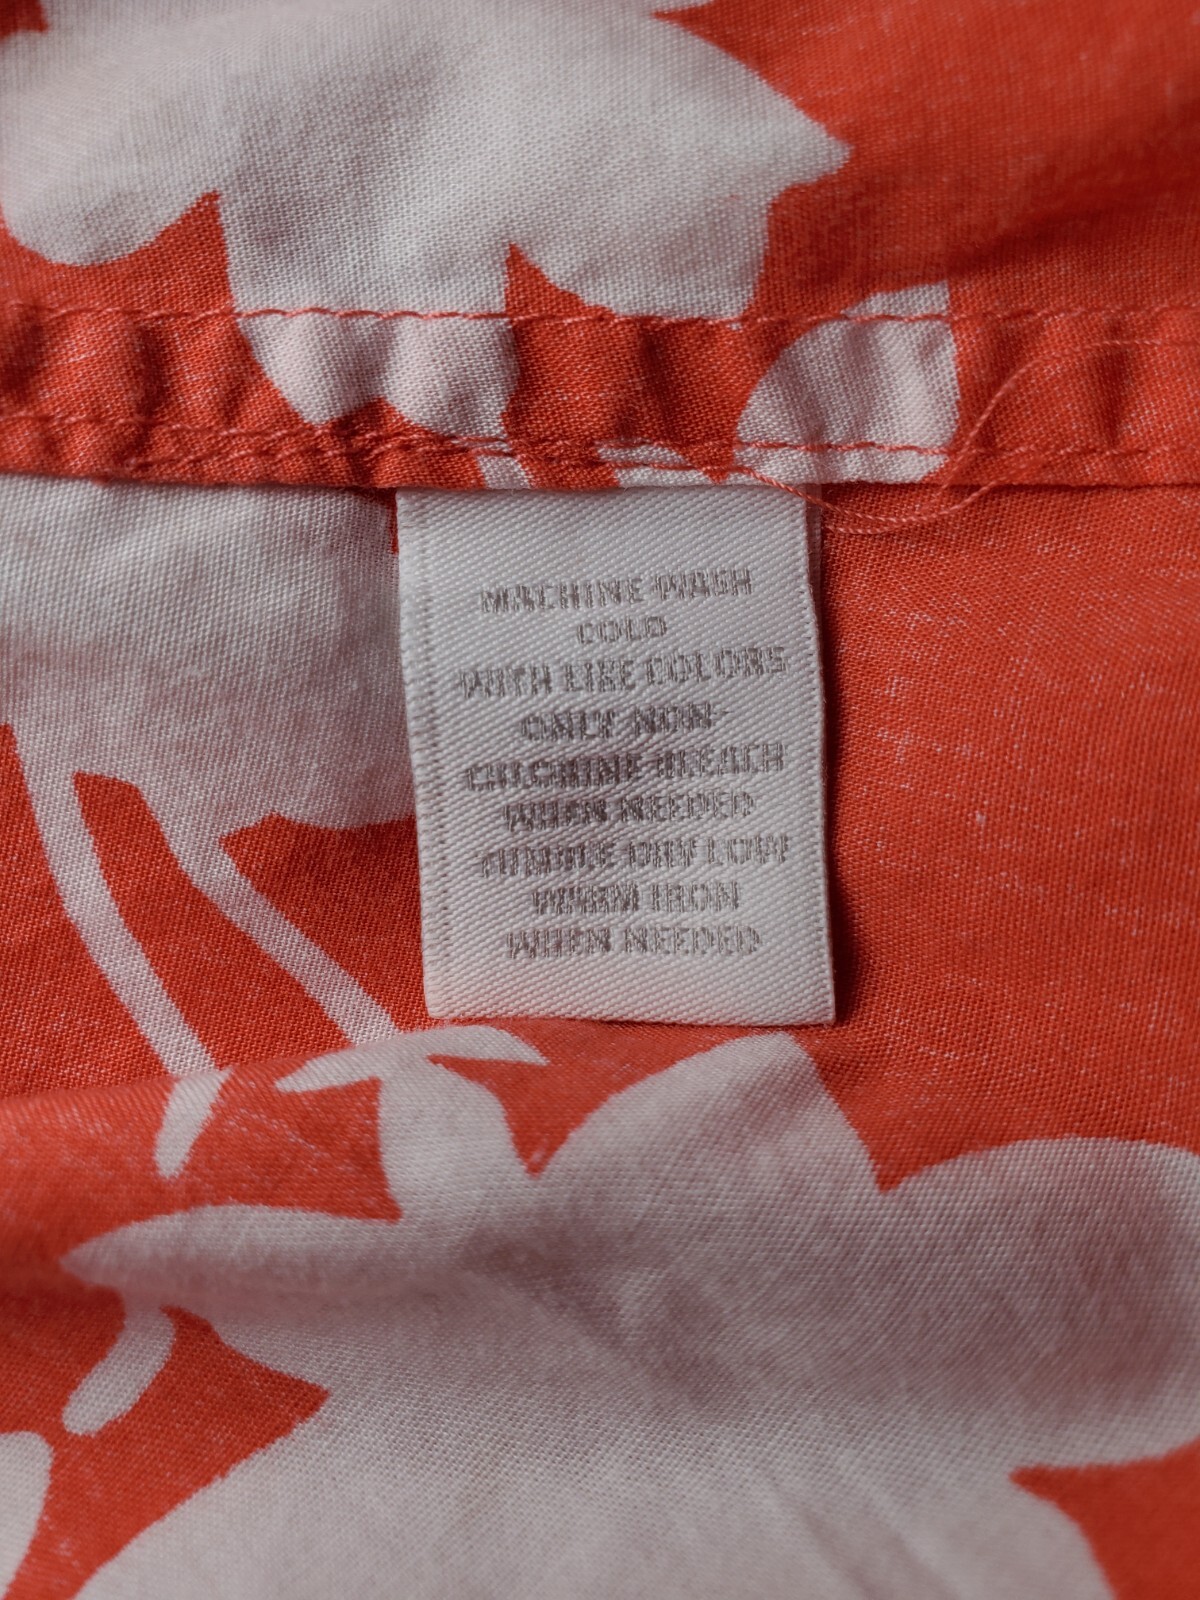 MACHINE WASH
COLD
WITH LIKE COLORS
ONLY NON-
CHLORINE BLEACH
WHEN NEEDED
TUMBLE DRY LOW
WARM IRON
WHEN NEEDED